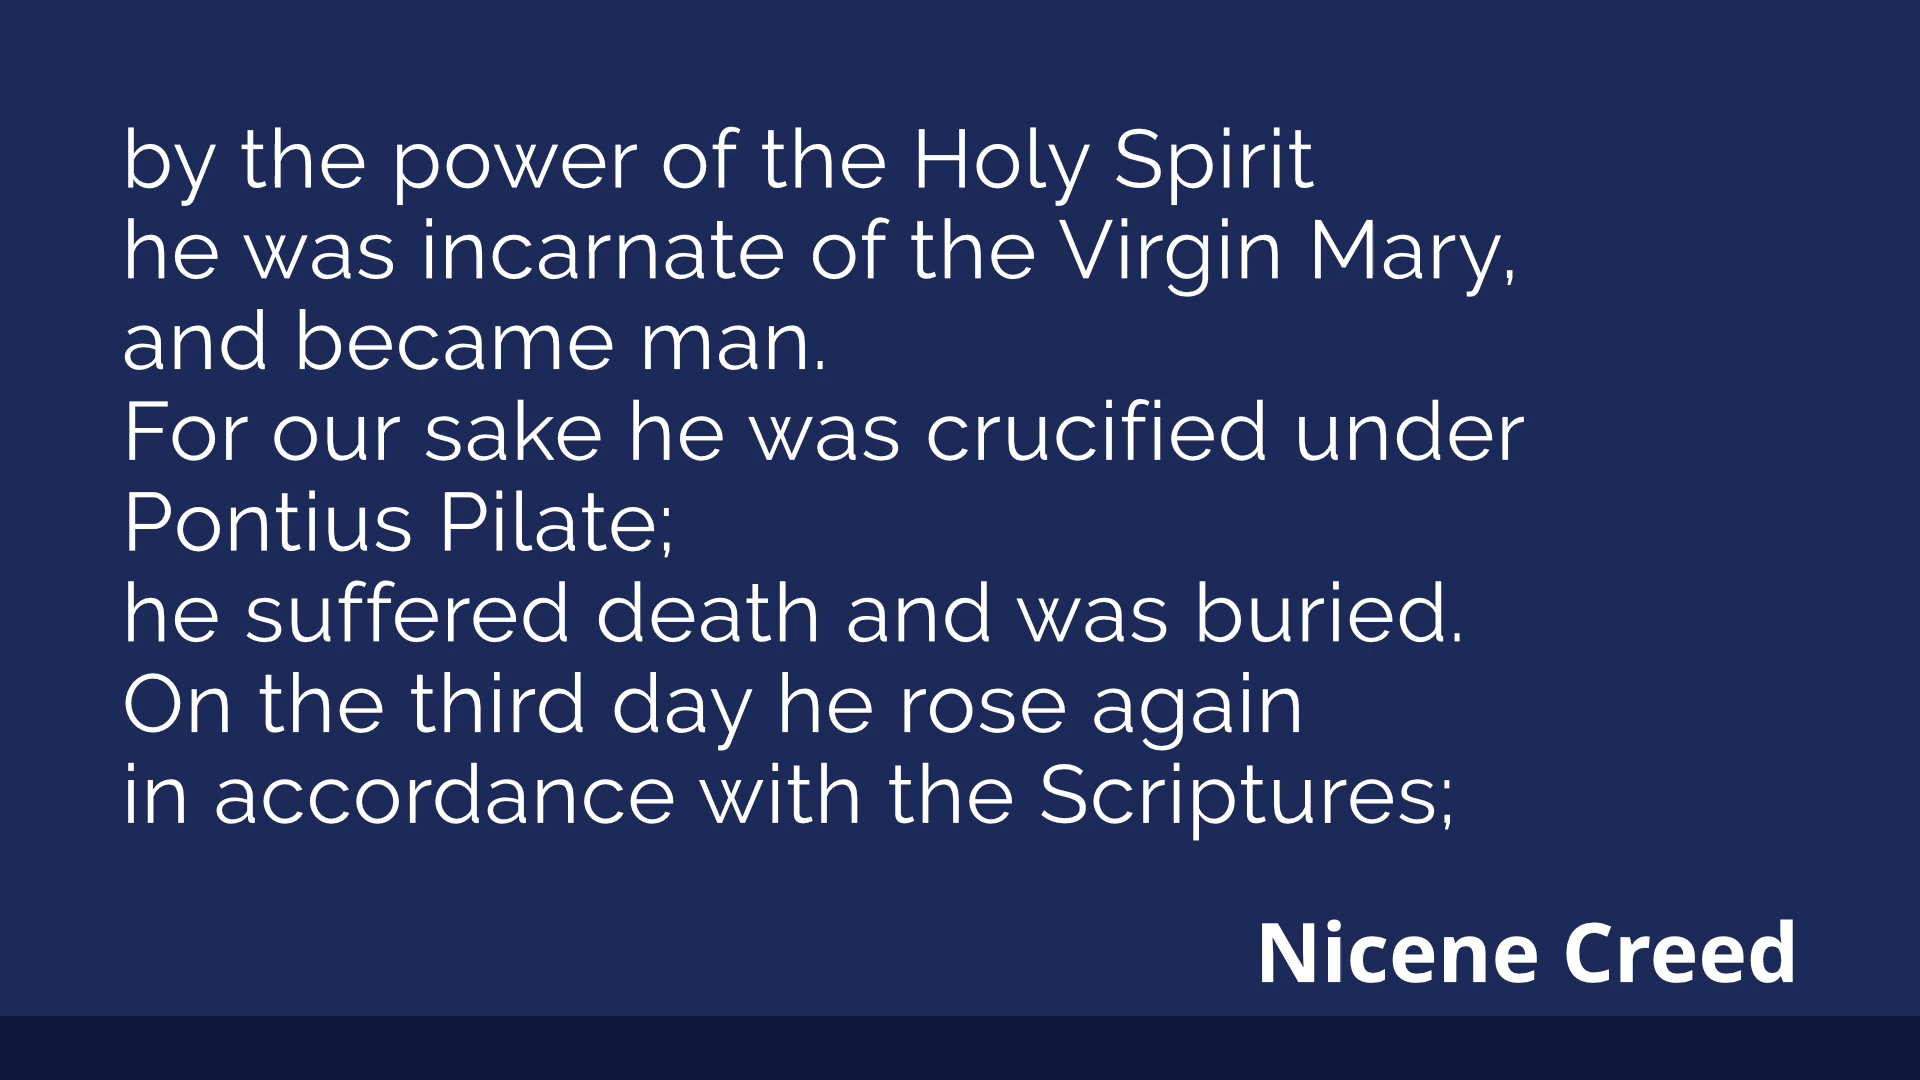 by the power of the Holy Spirit
he was incarnate of the Virgin Mary,
and became man.
For our sake he was crucified under
Pontius Pilate;
he suffered death and was buried.
On the third day he rose again
in accordance with the Scriptures;
Nicene Creed